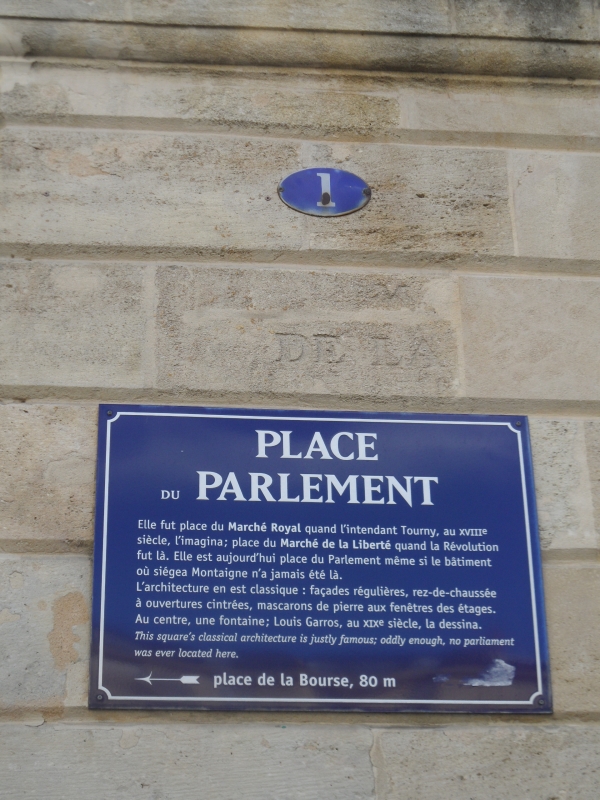 1
DE LA
PLACE
DU PARLEMENT
Elle fut place du Marché Royal quand l'intendant Tourny, au XVIIIe
siècle, l'imagina; place du Marché de la Liberté quand la Révolution
fut là. Elle est aujourd'hui place du Parlement même si le bâtiment
où siégea Montaigne n'a jamais été là.
L'architecture en est classique : façades régulières, rez-de-chaussée
à ouvertures cintrées, mascarons de pierre aux fenêtres des étages.
Au centre, une fontaine; Louis Garros, au XIXe siècle, la dessina.
This square's classical architecture is justly famous; oddly enough, no parliament
was ever located here.
place de la Bourse, 80 m